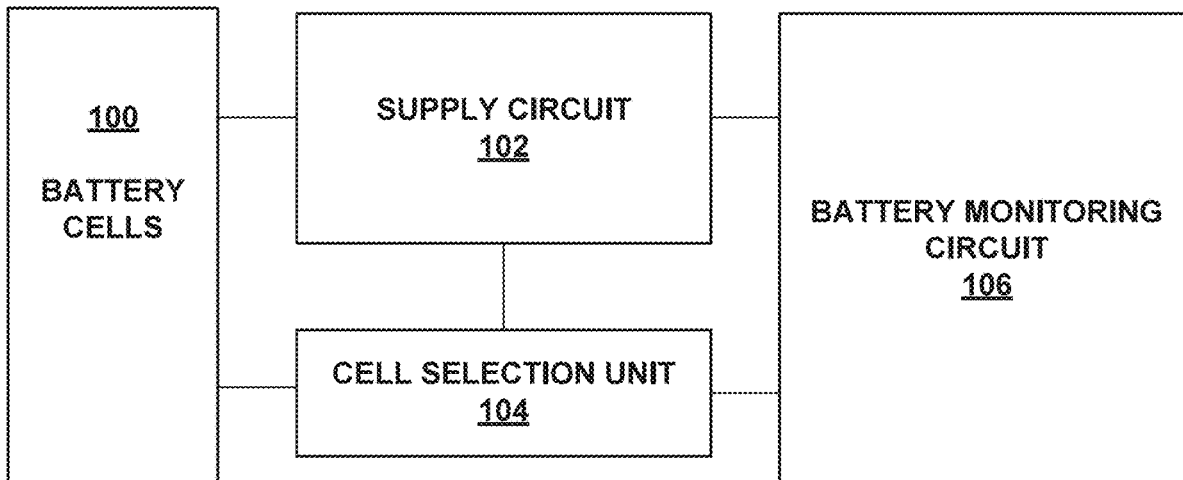 100
BATTERY
CELLS
SUPPLY CIRCUIT
102
CELL SELECTION UNIT
104
BATTERY MONITORING
CIRCUIT
106